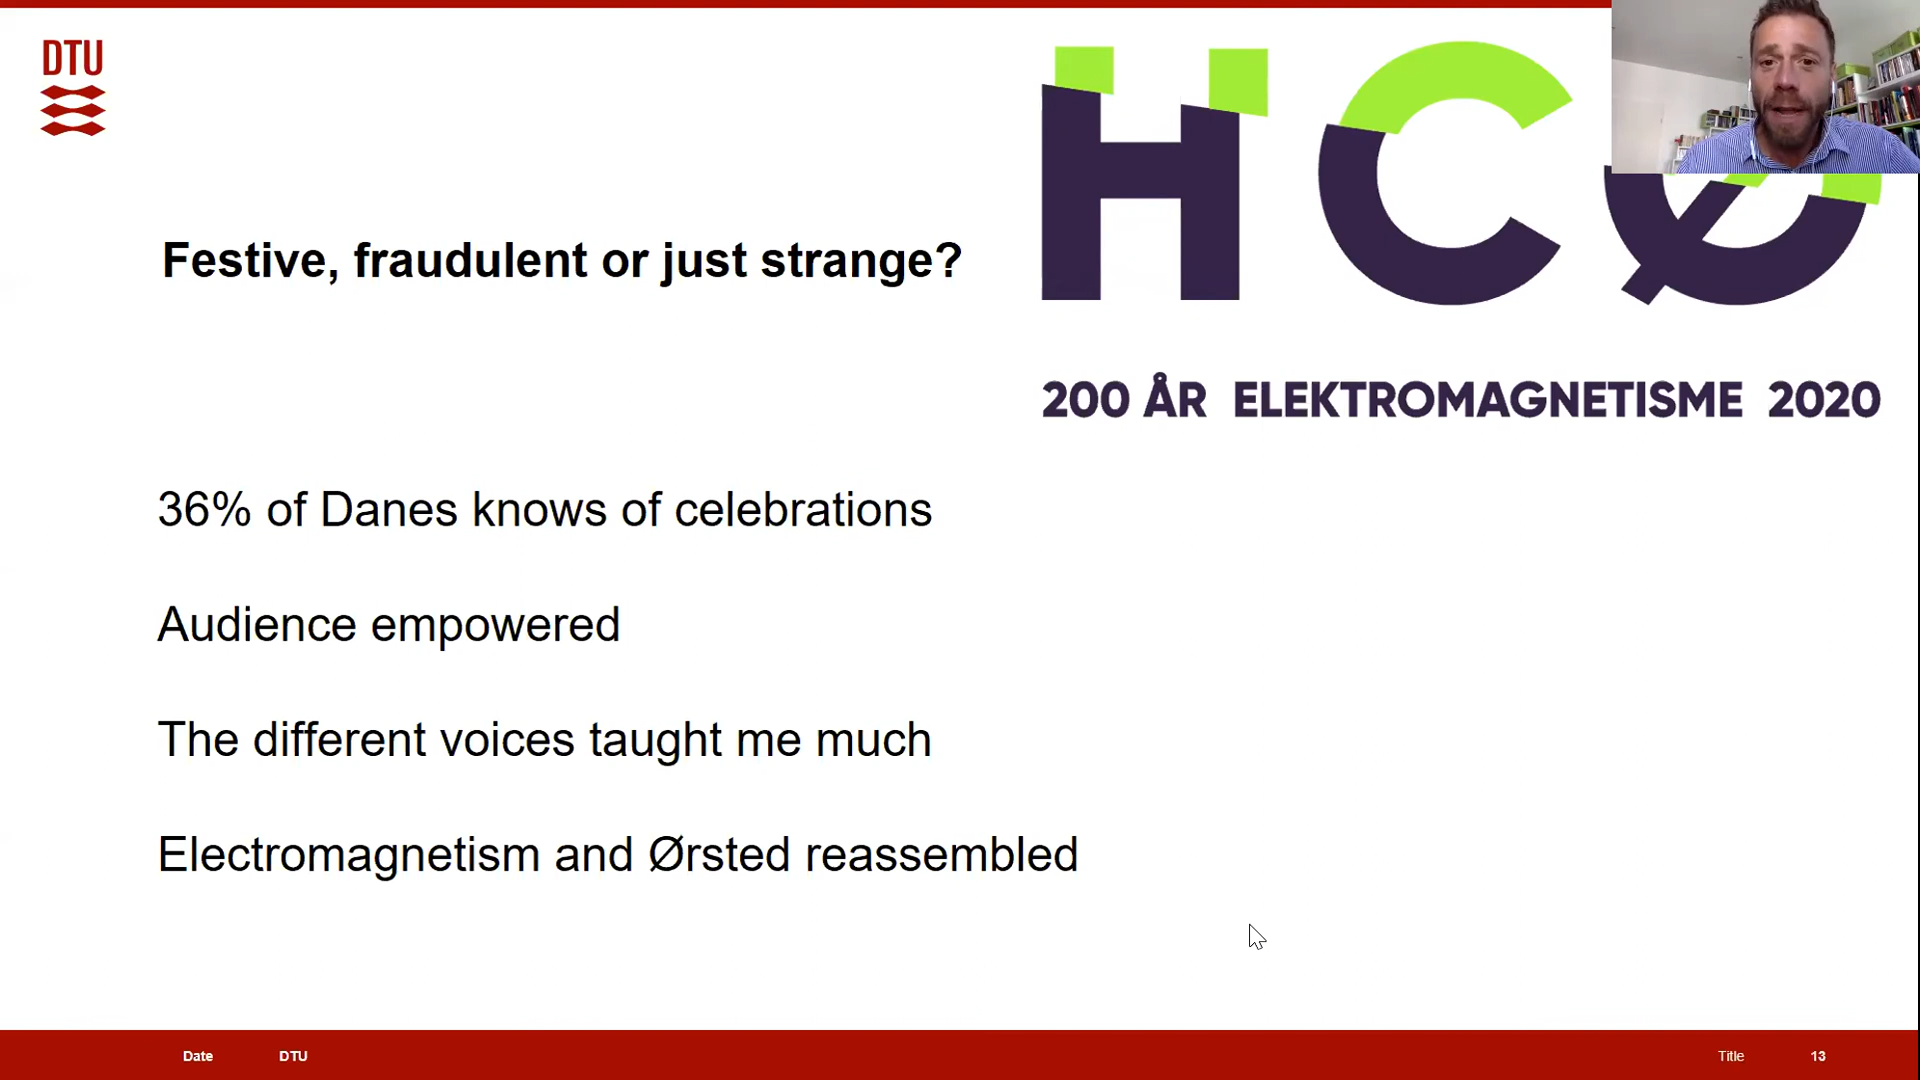 DTU
HCØ
Festive, fraudulent or just strange?
200 ÅR ELEKTROMAGNETISME 2020
36% of Danes knows of celebrations
Audience empowered
The different voices taught me much
Electromagnetism and Ørsted reassembled
Date DTU Title 13